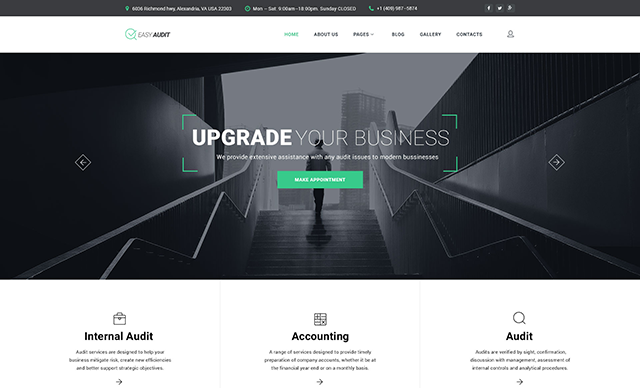 6036 Richmond hwy, Alexandria, VA USA 22303
Mon – Sat: 9:00am–18:00pm. Sunday CLOSED
+1 (409) 987–5874
EASY AUDIT
HOME
ABOUT US
PAGES
BLOG
GALLERY
CONTACTS
UPGRADE YOUR BUSINESS
We provide extensive assistance with any audit issues to modern bussinesses
MAKE APPOINTMENT
Internal Audit
Audit services are designed to help your
business mitigate risk, create new efficiencies
and better support strategic objectives.
Accounting
A range of services designed to provide timely
preparation of company accounts, whether it be at
the financial year end or on a monthly basis.
Audit
Audits are verified by sight, confirmation,
discussion with management, assessment of
internal controls and analytical procedures.